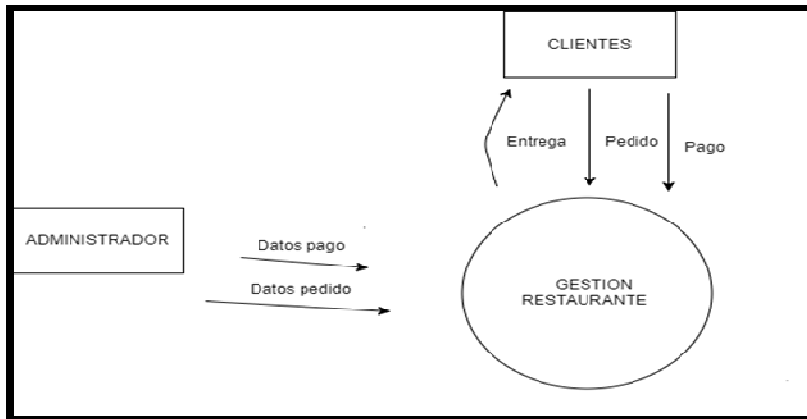 CLIENTES
Entrega
Pedido
Pago
ADMINISTRADOR
Datos pago
Datos pedido
GESTION
RESTAURANTE